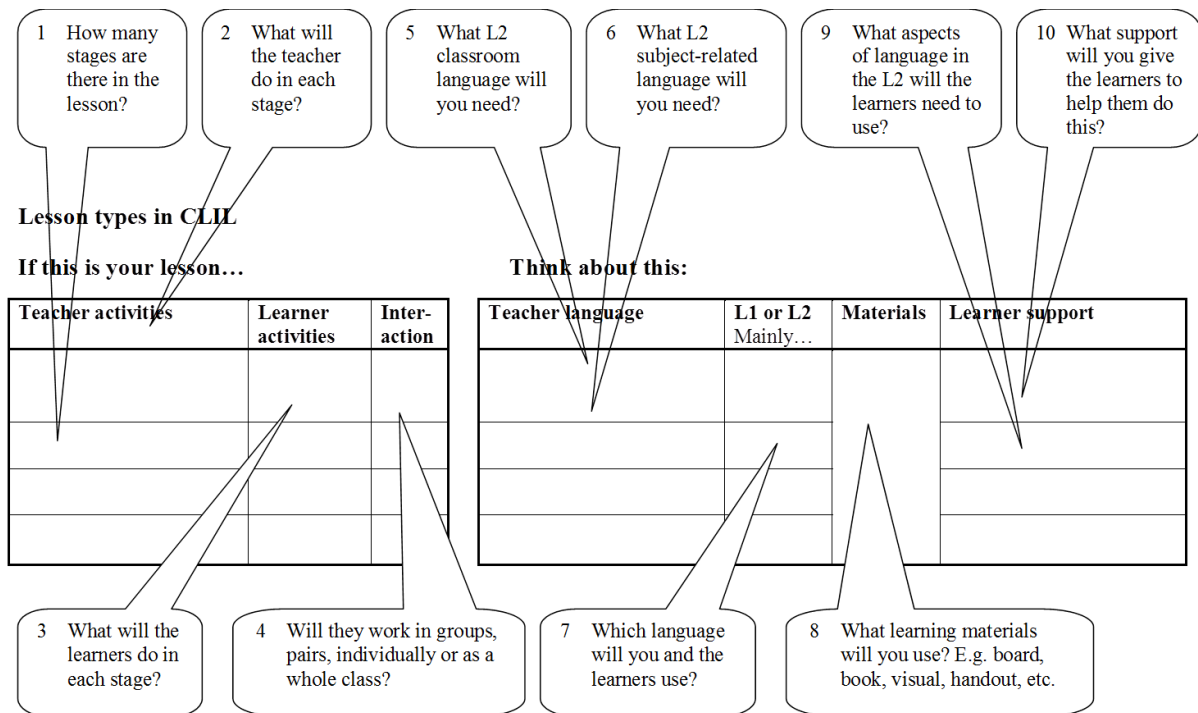 1 How many
stages are
there in the
lesson?
2 What will
the teacher
do in each
stage?
5 What L2
classroom
language will
you need?
6 What L2
subject-related
language will
you need?
9 What aspects
of language in
the L2 will the
learners need to
use?
10 What support
will you give
the learners to
help them do
this?
Lesson types in CLIL
If this is your lesson…
Think about this:
Teacher activities
Learner
activities
Inter-
action
Teacher language
L1 or L2
Mainly…
Materials
Learner support
3 What will the
learners do in
each stage?
4 Will they work in groups,
pairs, individually or as a
whole class?
7 Which language
will you and the
learners use?
8 What learning materials
will you use? E.g. board,
book, visual, handout, etc.